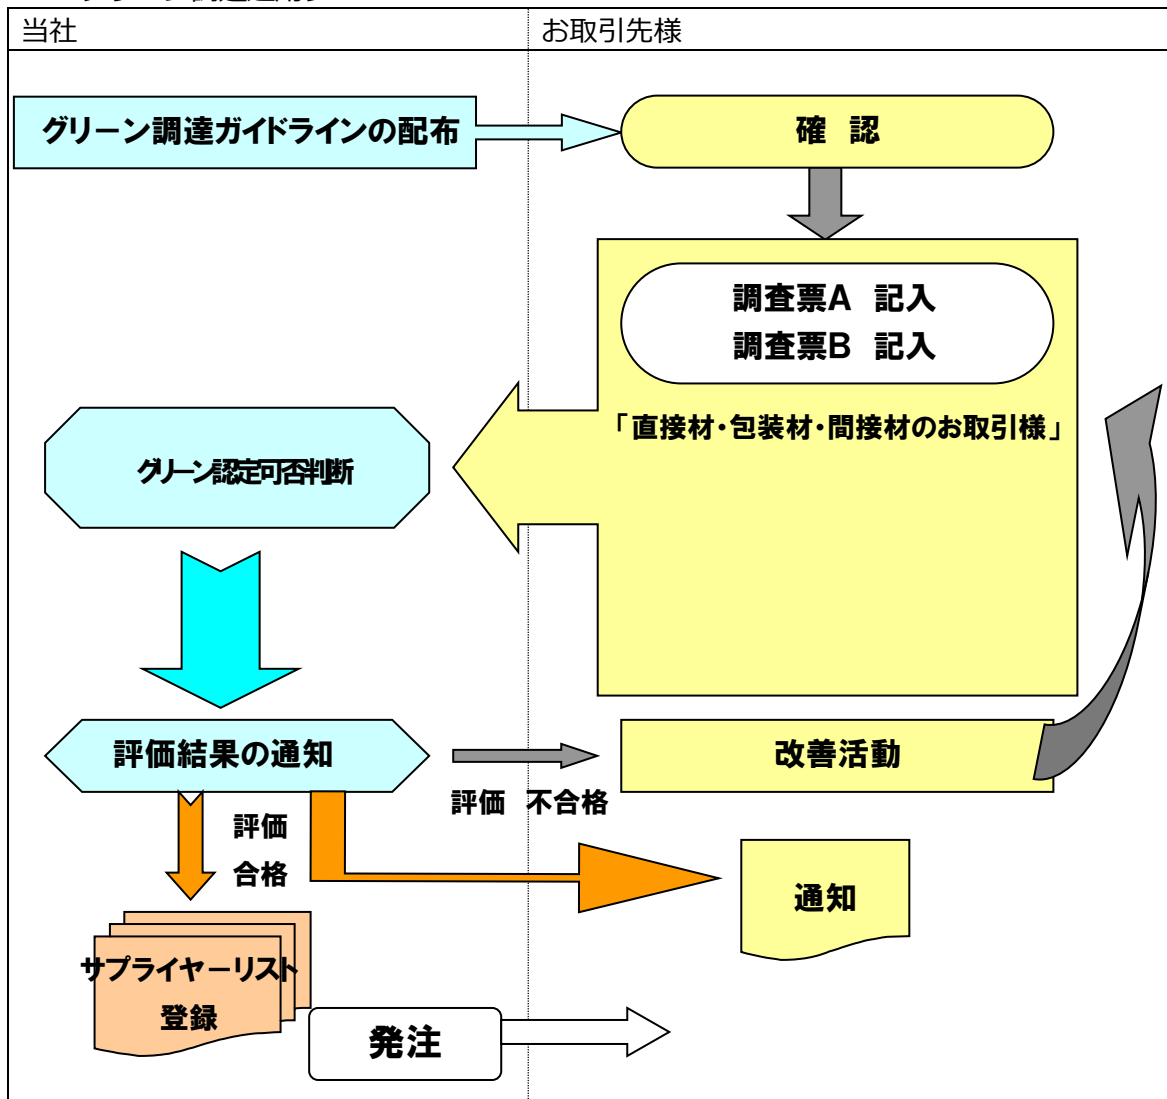 当社
お取引先様
グリーン調達ガイドラインの配布
確 認
調査票A 記入
調査票B 記入
「直接材・包装材・間接材のお取引様」
グリーン認定可否判断
評価結果の通知
改善活動
評価 不合格
評価
合格
通知
サプライヤーリスト
登録
発注